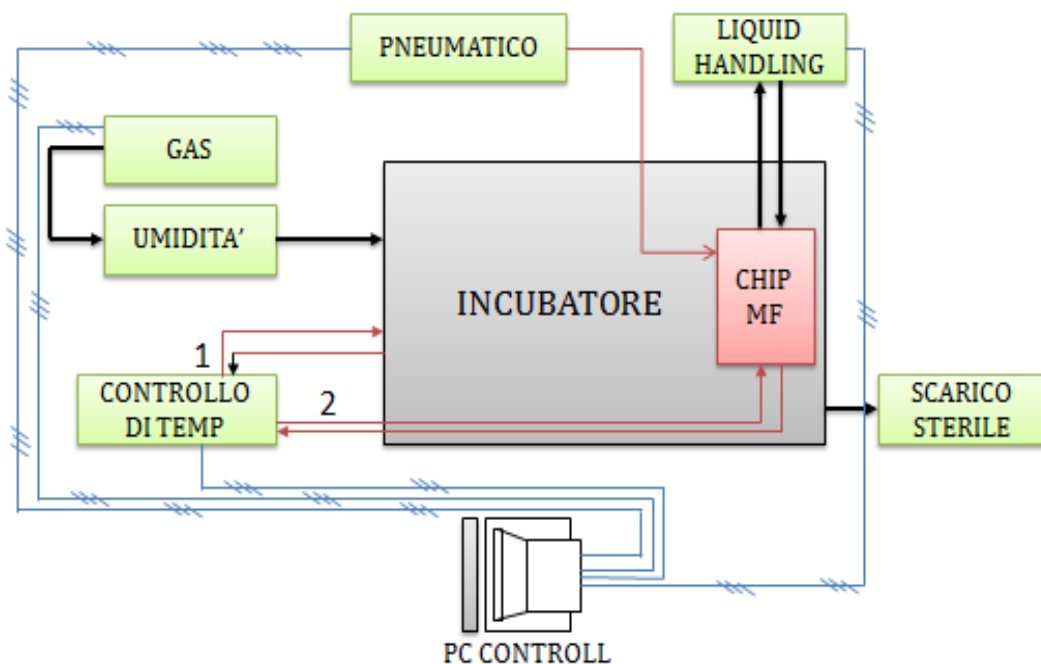 PNEUMATICO
LIQUID
HANDLING
GAS
UMIDITA’
INCUBATORE
CHIP
MF
1
CONTROLLO
DI TEMP
2
SCARICO
STERILE
PC CONTROLL